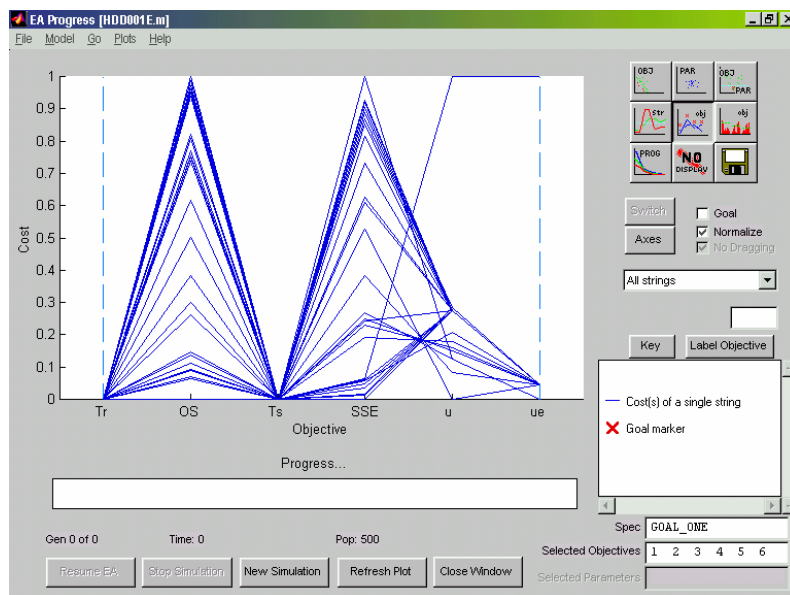 EA Progress [HDD001E.m]
File Model Go Plots Help
1
0.9
0.8
0.7
0.6
0.5
0.4
0.3
0.2
0.1
0
Cost
Tr OS Ts SSE u ue
Objective
OBJ PAR OBJ PAR
str obj obj
PROG NO DISPLAY
Switch Goal
Axes Normalize
No Dragging
All strings
Key Label Objective
Cost(s) of a single string
Goal marker
Progress...
Spec GOAL_ONE
Gen 0 of 0 Time: 0 Pop: 500
Selected Objectives 1 2 3 4 5 6
Resume EA Stop Simulation New Simulation Refresh Plot Close Window
Selected Parameters